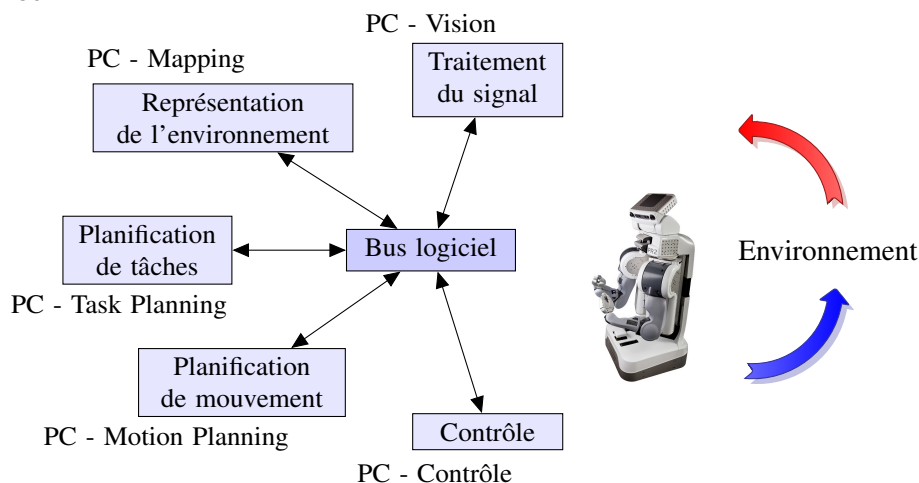 PC - Vision
Traitement
du signal
PC - Mapping
Représentation
de l'environnement
Planification
de tâches
PC - Task Planning
Bus logiciel
Environnement
Planification
de mouvement
PC - Motion Planning
Contrôle
PC - Contrôle